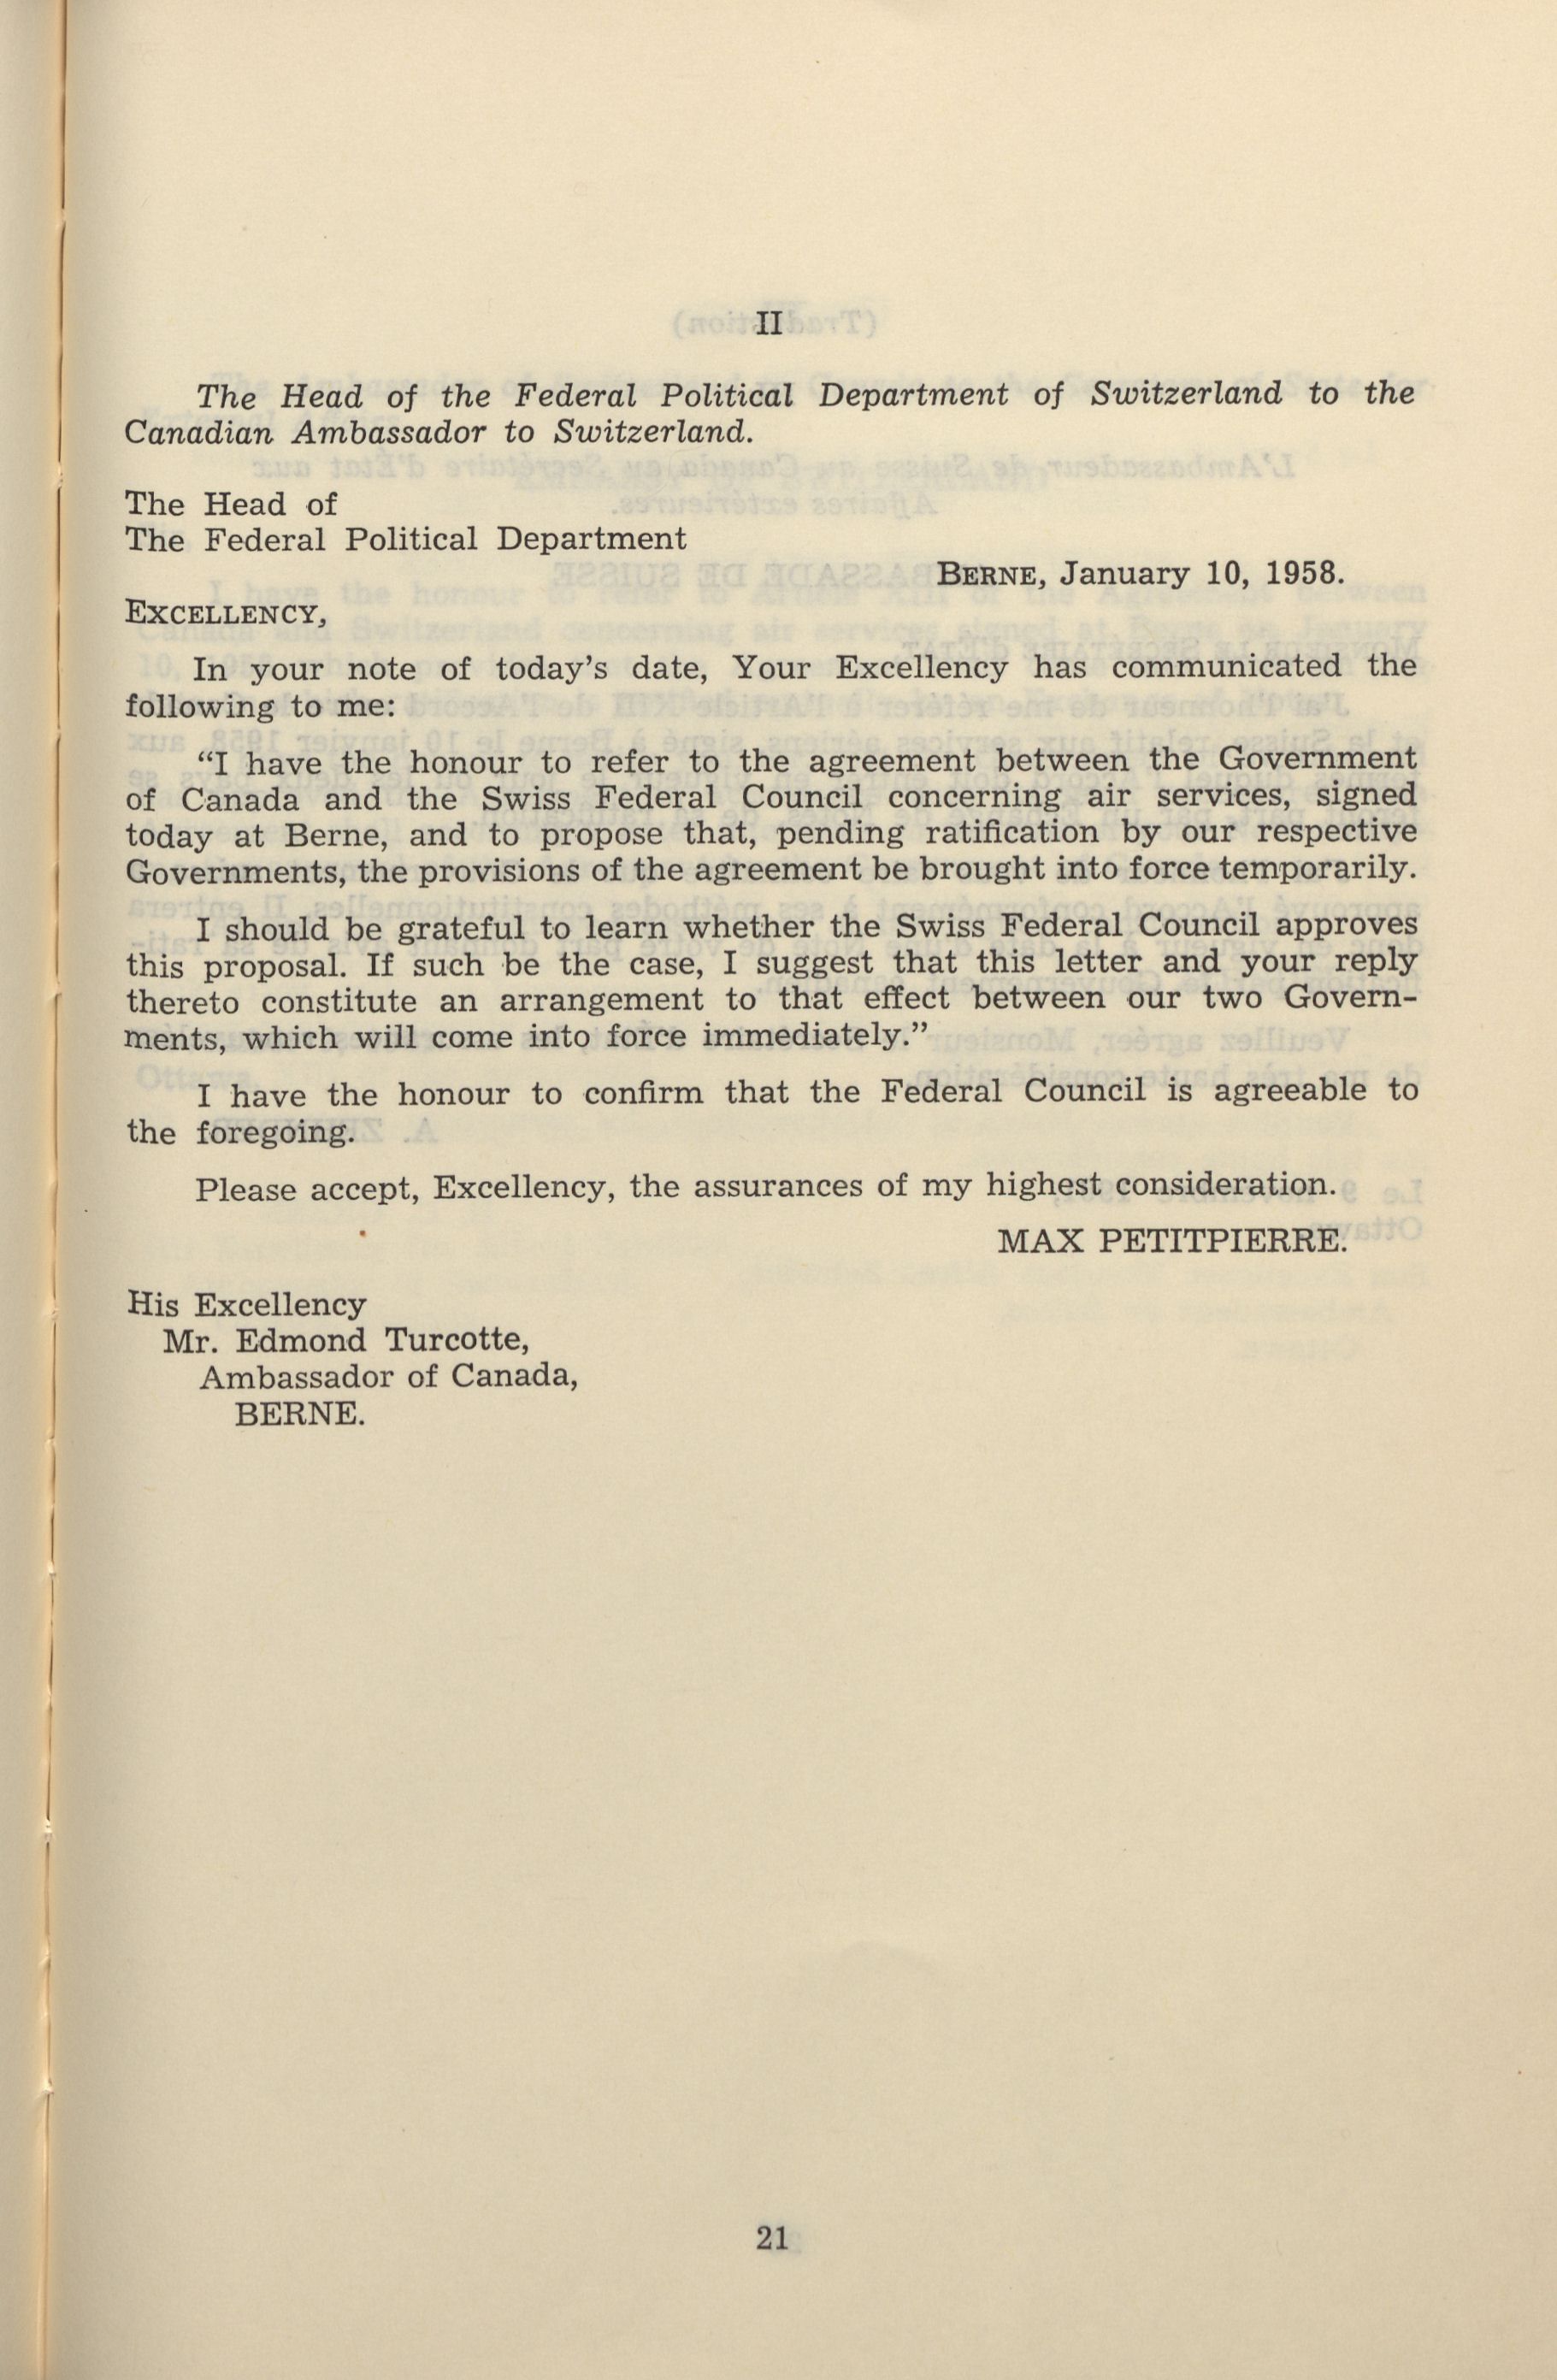 II
The Head of the Federal Political Department of Switzerland to the
Canadian Ambassador to Switzerland.
The Head of
The Federal Political Department
BERNE, January 10, 1958.
EXCELLENCY,
In your note of today's date, Your Excellency has communicated the
following to me:
“I have the honour to refer to the agreement between the Government
of Canada and the Swiss Federal Council concerning air services, signed
today at Berne, and to propose that, pending ratification by our respective
Governments, the provisions of the agreement be brought into force temporarily.
I should be grateful to learn whether the Swiss Federal Council approves
this proposal. If such be the case, I suggest that this letter and your reply
thereto constitute an arrangement to that effect between our two Govern-
ments, which will come into force immediately.”
I have the honour to confirm that the Federal Council is agreeable to
the foregoing.
Please accept, Excellency, the assurances of my highest consideration.
MAX PETITPIERRE.
His Excellency
Mr. Edmond Turcotte,
Ambassador of Canada,
BERNE.
21